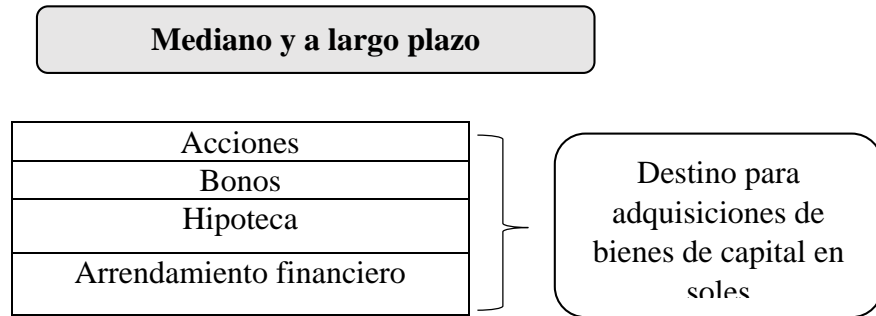 Mediano y a largo plazo
Acciones
Bonos
Hipoteca
Arrendamiento financiero
Destino para
adquisiciones de
bienes de capital en
soles